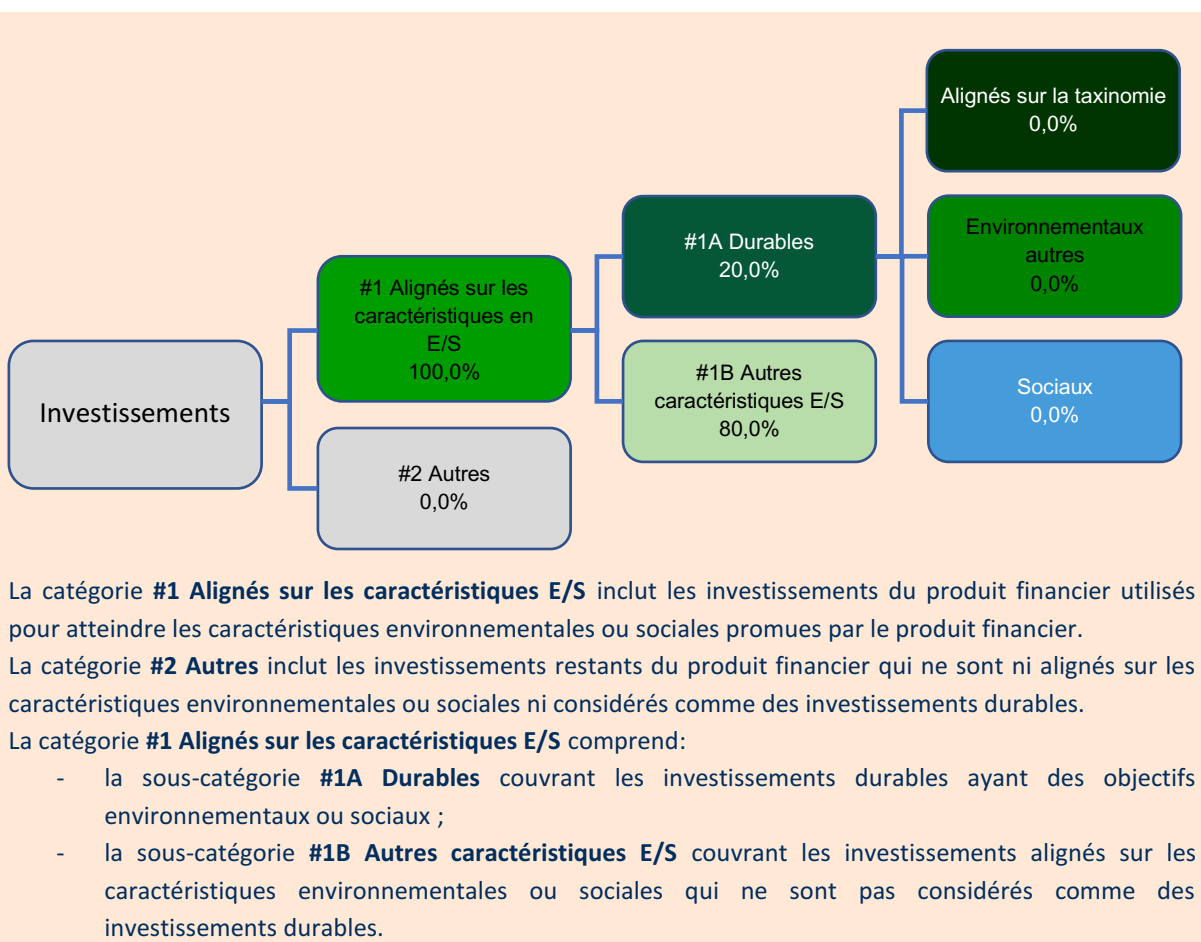 Investissements
#1 Alignés sur les
caractéristiques en
E/S
100,0%
#2 Autres
0,0%
#1A Durables
20,0%
#1B Autres
caractéristiques E/S
80,0%
Alignés sur la taxinomie
0,0%
Environnementaux
autres
0,0%
Sociaux
0,0%
La catégorie #1 Alignés sur les caractéristiques E/S inclut les investissements du produit financier utilisés
pour atteindre les caractéristiques environnementales ou sociales promues par le produit financier.
La catégorie #2 Autres inclut les investissements restants du produit financier qui ne sont ni alignés sur les
caractéristiques environnementales ou sociales ni considérés comme des investissements durables.
La catégorie #1 Alignés sur les caractéristiques E/S comprend:
- la sous-catégorie #1A Durables couvrant les investissements durables ayant des objectifs
environnementaux ou sociaux ;
- la sous-catégorie #1B Autres caractéristiques E/S couvrant les investissements alignés sur les
caractéristiques environnementales ou sociales qui ne sont pas considérés comme des
investissements durables.